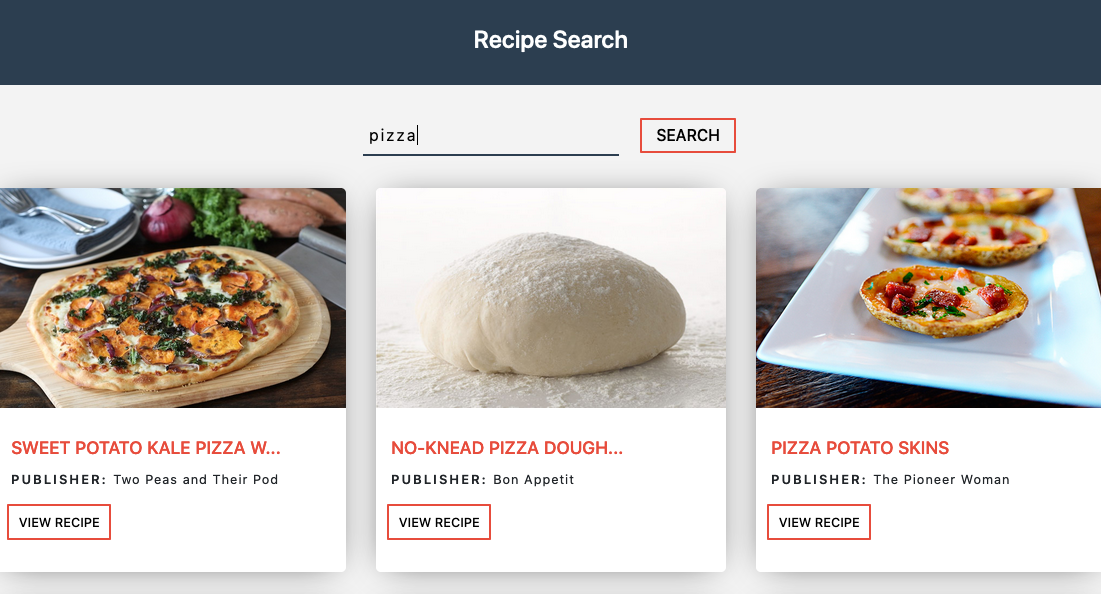 Recipe Search
pizza
SEARCH
SWEET POTATO KALE PIZZA W...
PUBLISHER: Two Peas and Their Pod
VIEW RECIPE
NO-KNEAD PIZZA DOUGH...
PUBLISHER: Bon Appetit
VIEW RECIPE
PIZZA POTATO SKINS
PUBLISHER: The Pioneer Woman
VIEW RECIPE